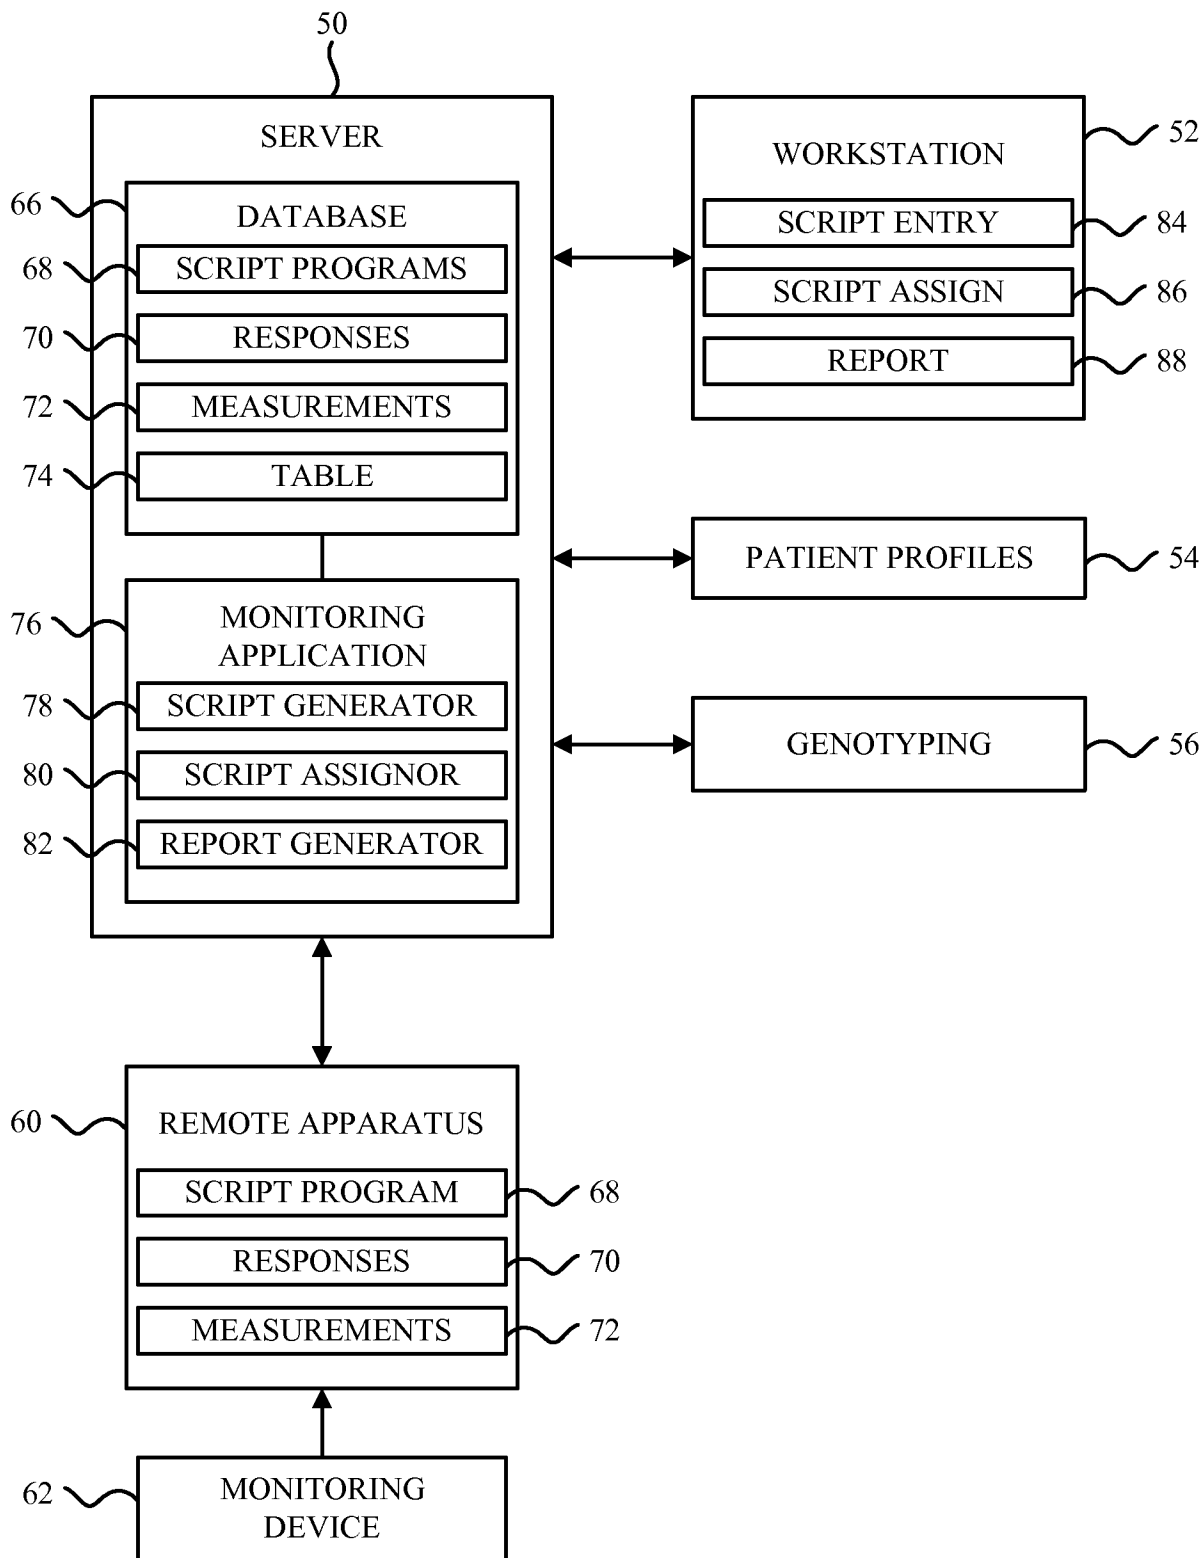 50
SERVER
66
DATABASE
68
SCRIPT PROGRAMS
70
RESPONSES
72
MEASUREMENTS
74
TABLE
76
MONITORING
APPLICATION
78
SCRIPT GENERATOR
80
SCRIPT ASSIGNOR
82
REPORT GENERATOR
52
WORKSTATION
SCRIPT ENTRY
84
SCRIPT ASSIGN
86
REPORT
88
PATIENT PROFILES
54
GENOTYPING
56
60
REMOTE APPARATUS
SCRIPT PROGRAM
68
RESPONSES
70
MEASUREMENTS
72
62
MONITORING
DEVICE